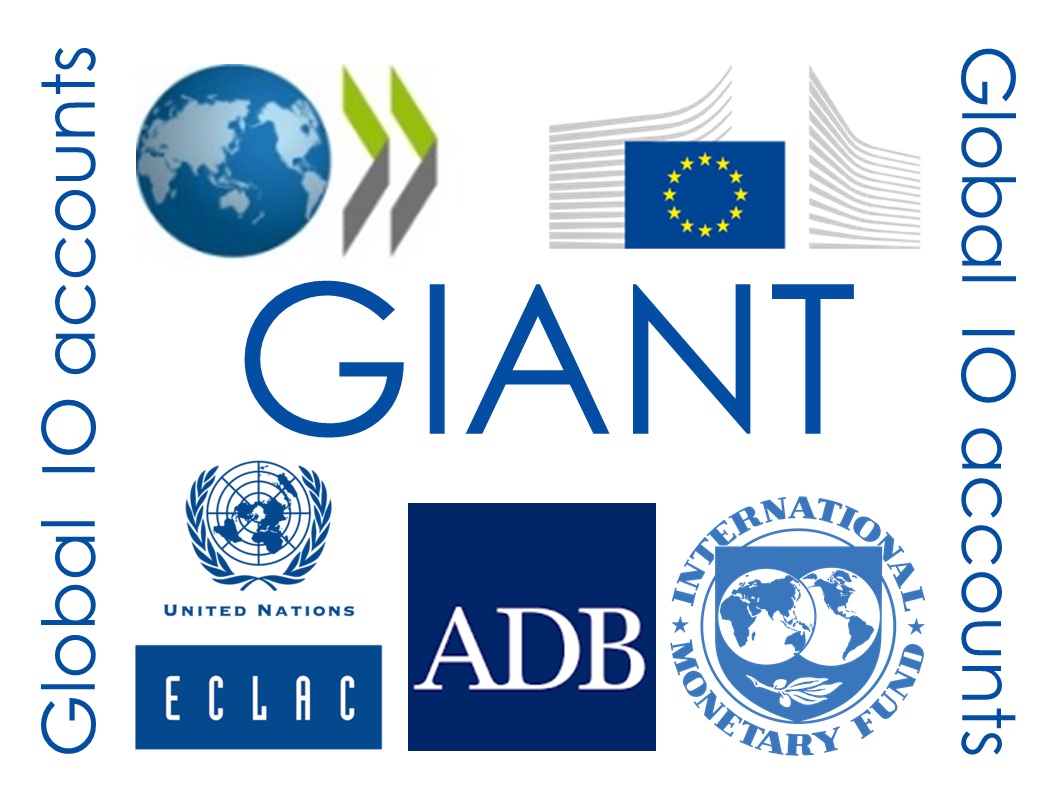 Global IO accounts
GIANT
UNITED NATIONS
ECLAC
ADB
INTERNATIONAL
MONETARY FUND
Global IO accounts